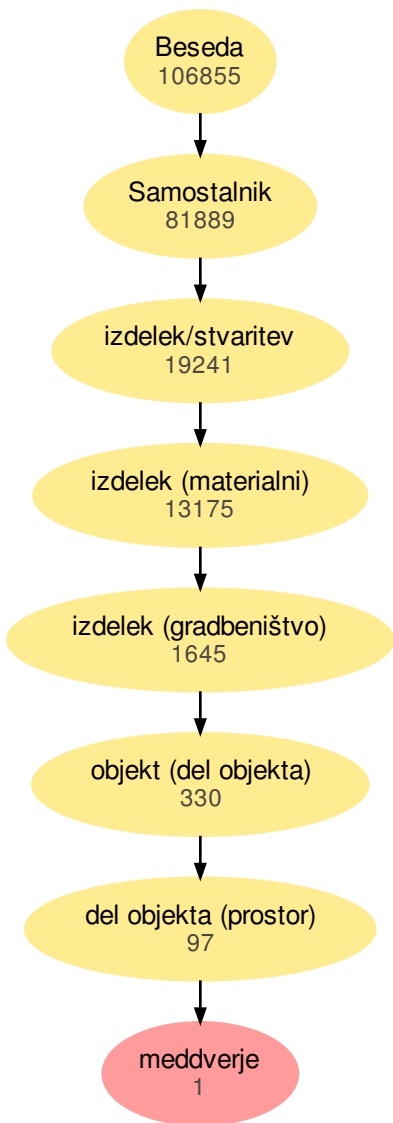 Beseda
106855
Samostalnik
81889
izdelek/stvaritev
19241
izdelek (materialni)
13175
izdelek (gradbeništvo)
1645
objekt (del objekta)
330
del objekta (prostor)
97
meddverje
1